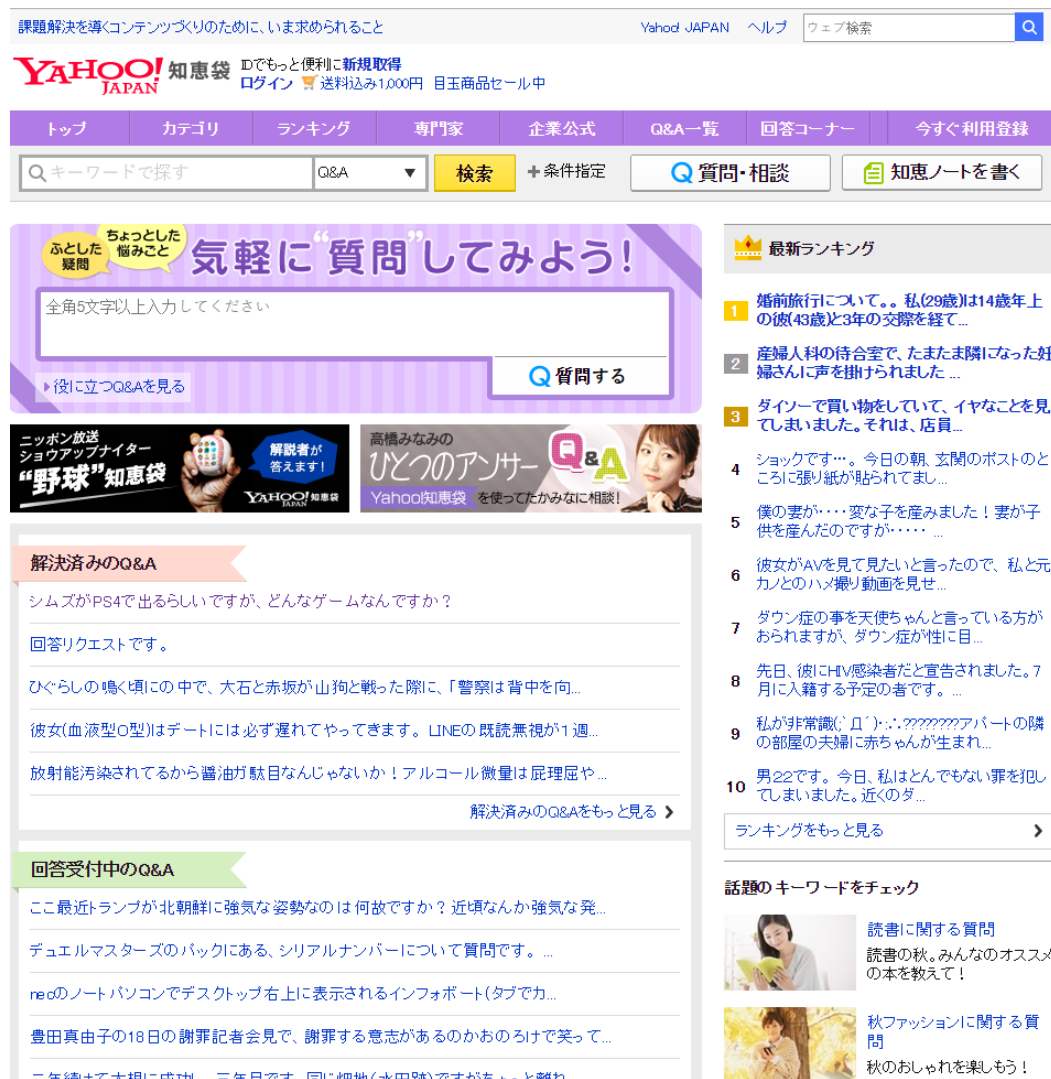 課題解決を導くコンテンツづくりのために、いま求められること
Yahoo! JAPAN ヘルプ ウェブ検索
YAHOO! JAPAN 知恵袋
IDでもっと便利に新規取得
ログイン 送料込み1,000円 目玉商品セール中
トップ カテゴリ ランキング 専門家 企業公式 Q&A一覧 回答コーナー 今すぐ利用登録
キーワードで探す Q&A ▼ 検索 +条件指定 Q 質問・相談 知恵ノートを書く
ふとした疑問
ちょっとした悩みごと
気軽に“質問”してみよう!
全角5文字以上入力してください
役に立つQ&Aを見る
Q 質問する
ニッポン放送
ショウアップナイター
“野球”知恵袋
解説者が
答えます!
YAHOO! JAPAN 知恵袋
高橋みなみの
ひとつのアンサー
Q&A
Yahoo!知恵袋 を使ってたかみなに相談!
解決済みのQ&A
シムズがPS4で出るらしいですが、どんなゲームなんですか?
回答リクエストです。
ひぐらしの鳴く頃にの中で、大石と赤坂が山狗と戦った際に、「警察は背中を向...
彼女(血液型O型)はデートには必ず遅れてやってきます。LINEの既読無視が1週...
放射能汚染されてるから醤油ガ駄目なんじゃないか!アルコール微量は屁理屈や...
解決済みのQ&Aをもっと見る
回答受付中のQ&A
ここ最近トランプが北朝鮮に強気な姿勢なのは何故ですか?近頃なんか強気な発...
デュエルマスターズのパックにある、シリアルナンバーについて質問です。 ...
necのノートパソコンでデスクトップ右上に表示されるインフォボート(タブでカ...
豊田真由子の18日の謝罪記者会見で、謝罪する意志があるのかおのろけで笑って...
最新ランキング
1 婚前旅行について。。私(29歳)は14歳年上
の彼(43歳)と3年の交際を経て...
2 産婦人科の待合室で、たまたま隣になった妊
婦さんに声を掛けられました ...
3 ダイソーで買い物をしていて、イヤなことを見
てしまいました。それは、店員...
4 ショックです…。今日の朝、玄関のポストのと
ころに張り紙が貼られてまし...
5 僕の妻が・・・・変な子を産みました!妻が子
供を産んだのですが・・・・・ ...
6 彼女がAVを見て見たいと言ったので、私と元
カノとのハメ撮り動画を見せ...
7 ダウン症の事を天使ちゃんと言っている方が
おられますが、ダウン症が性に目...
8 先日、彼にHIV感染者だと宣告されました。7
月に入籍する予定の者です。 ...
9 私が非常識(;゛Д゛)・∴.????????アパートの隣
の部屋の夫婦に赤ちゃんが生まれ...
10 男22です。今日、私はとんでもない罪を犯し
てしまいました。近くのダ...
ランキングをもっと見る
話題のキーワードをチェック
読書に関する質問
読書の秋。みんなのオススメ
の本を教えて!
秋ファッションに関する質
問
秋のおしゃれを楽しもう!